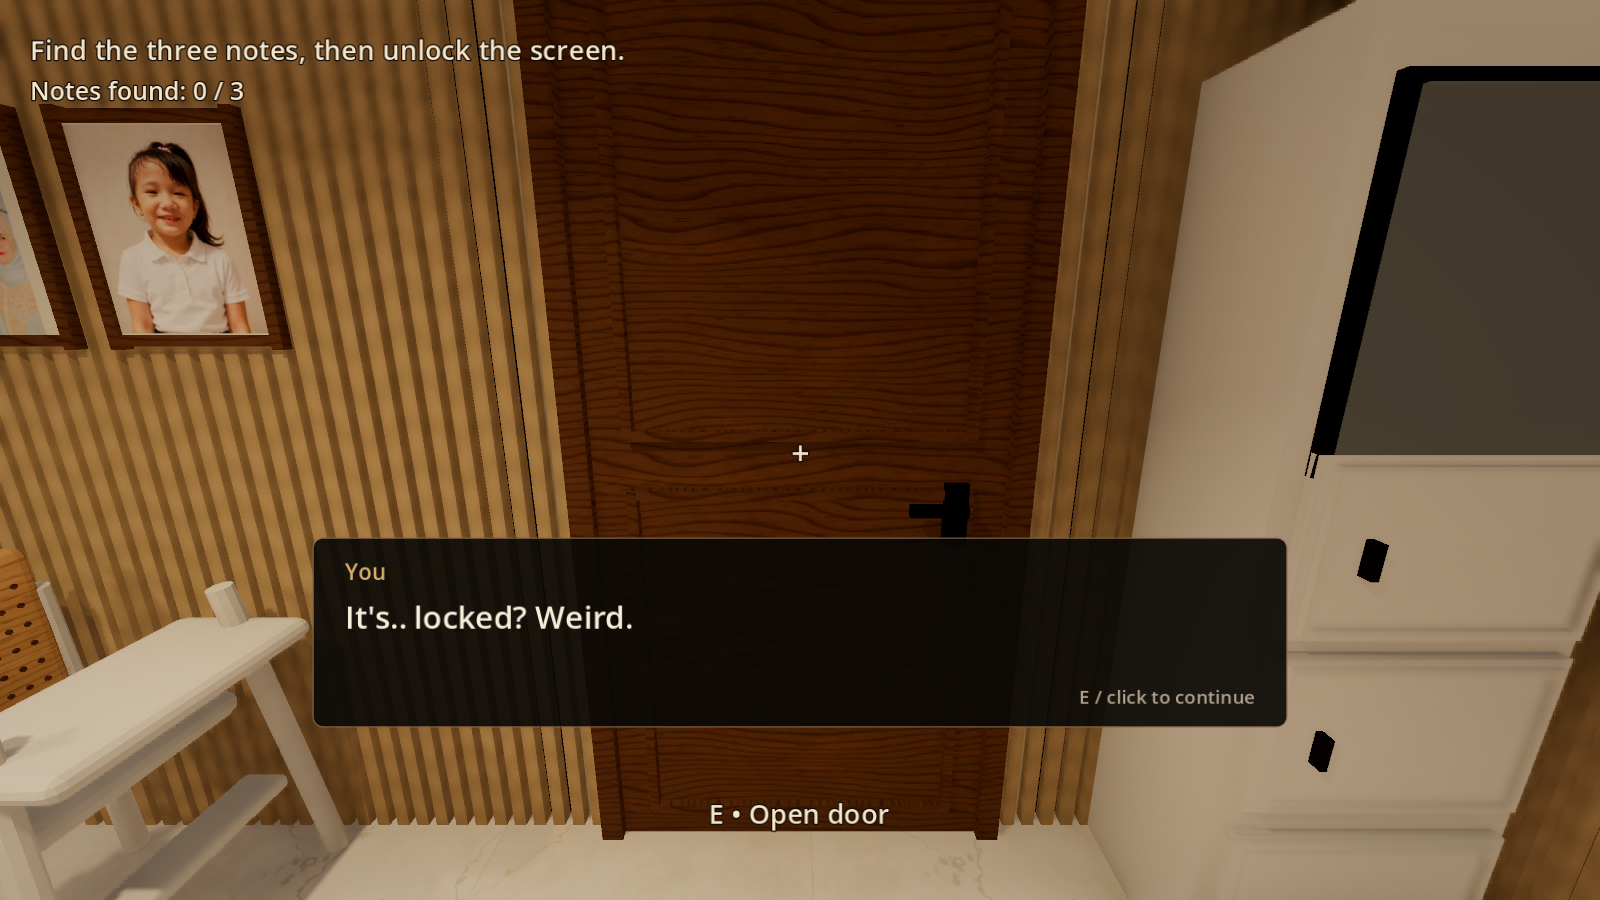 Find the three notes, then unlock the screen.
Notes found: 0 / 3
You
It's.. locked? Weird.
E / click to continue
E • Open door